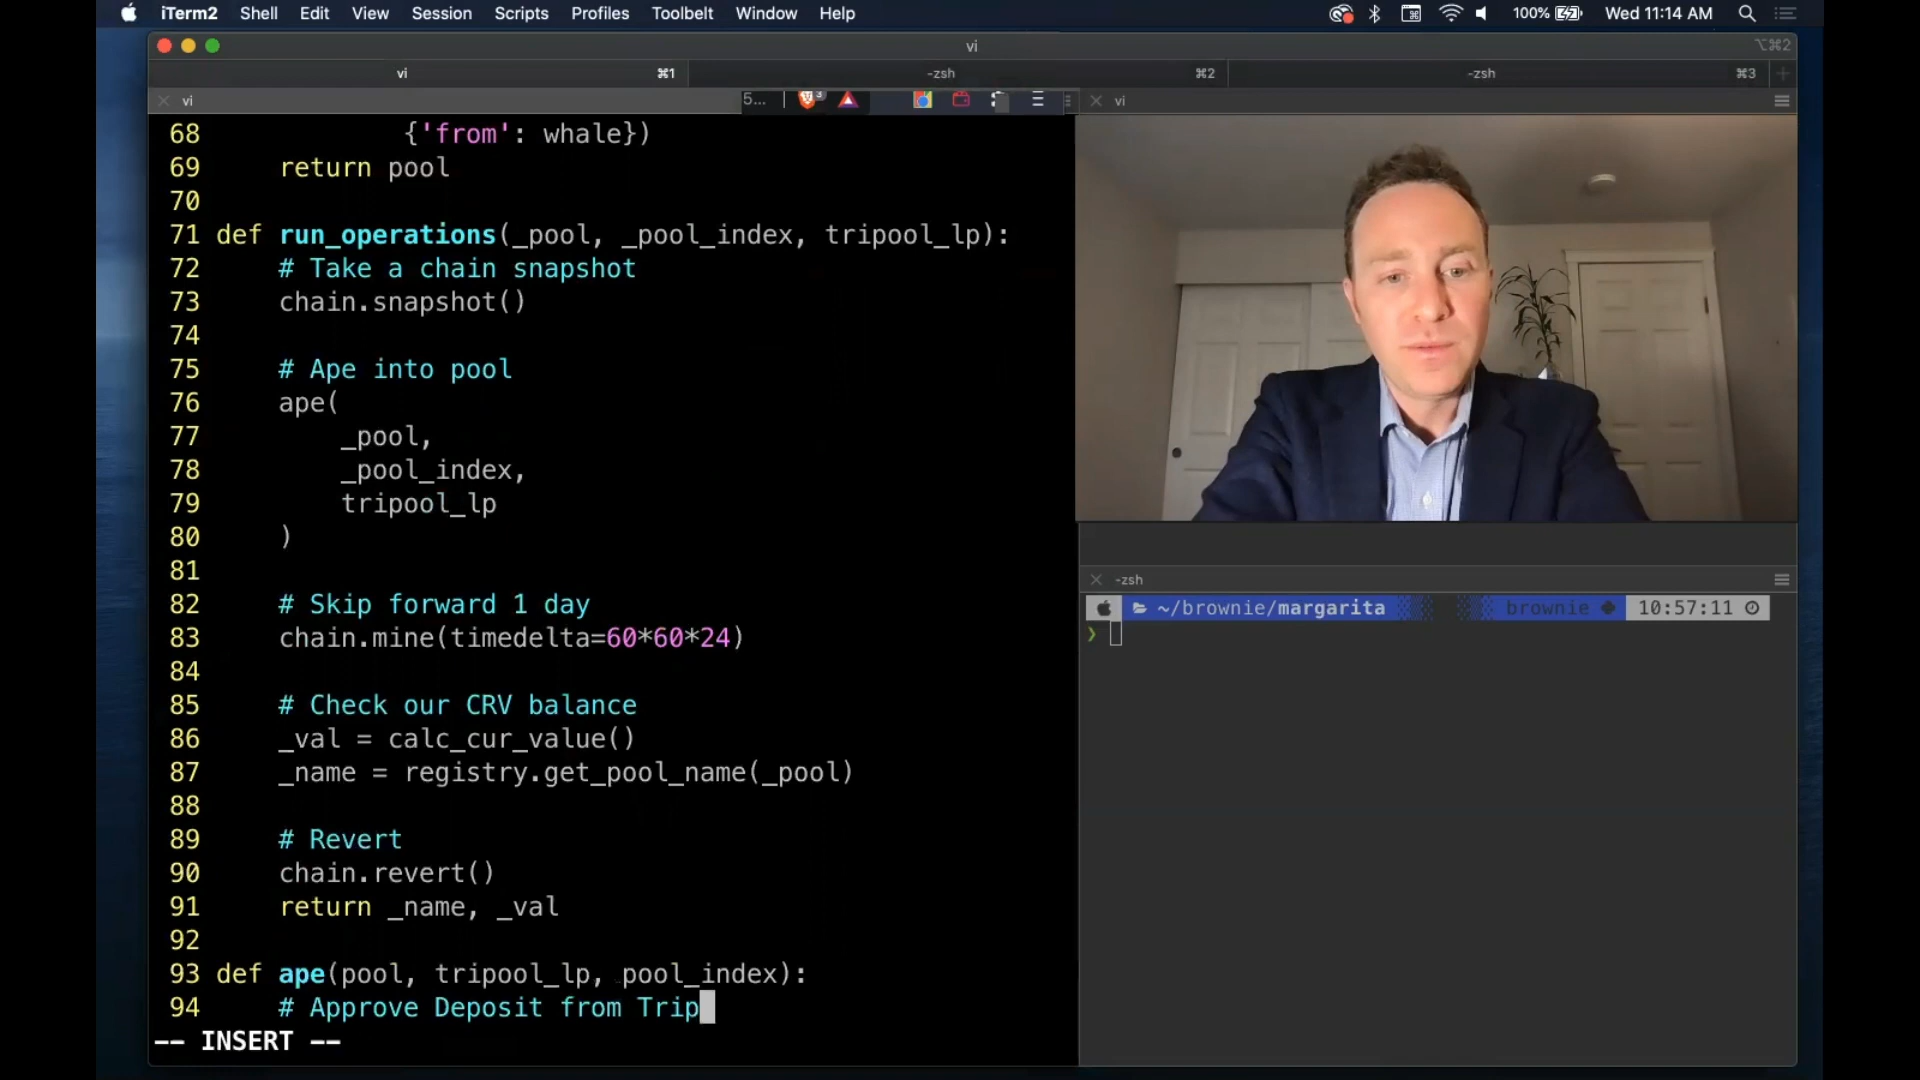 iTerm2 Shell Edit View Session Scripts Profiles Toolbelt Window Help 100% Wed 11:14 AM
vi ⌥⌘2
vi ⌘1 -zsh ⌘2 -zsh ⌘3
vi 5... 3 vi
68 {'from': whale})
69 return pool
70
71 def run_operations(_pool, _pool_index, tripool_lp):
72 # Take a chain snapshot
73 chain.snapshot()
74
75 # Ape into pool
76 ape(
77 _pool,
78 _pool_index,
79 tripool_lp
80 )
81
82 # Skip forward 1 day
83 chain.mine(timedelta=60*60*24)
84
85 # Check our CRV balance
86 _val = calc_cur_value()
87 _name = registry.get_pool_name(_pool)
88
89 # Revert
90 chain.revert()
91 return _name, _val
92
93 def ape(pool, tripool_lp, pool_index):
94 # Approve Deposit from Trip
-- INSERT --
-zsh
~/brownie/margarita brownie 10:57:11
❯